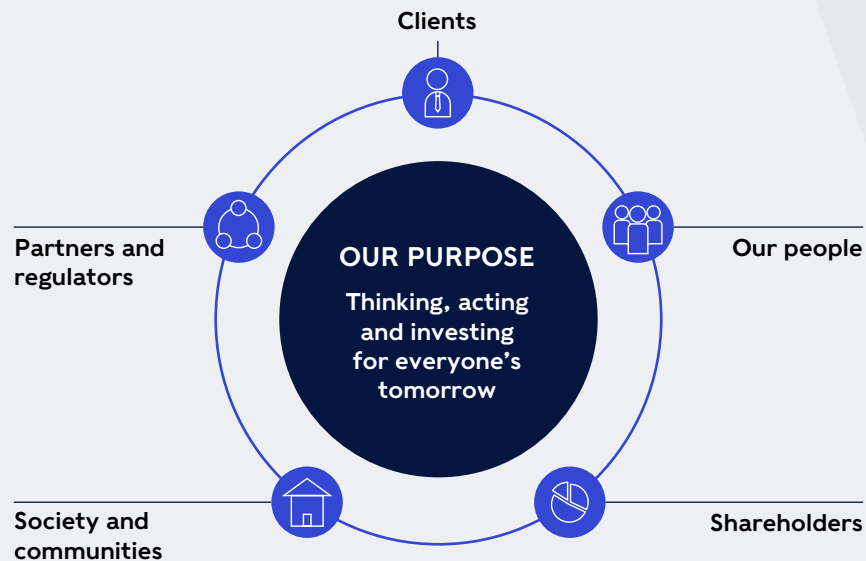 Clients
Partners and
regulators
OUR PURPOSE
Thinking, acting
and investing
for everyone’s
tomorrow
Our people
Society and
communities
Shareholders